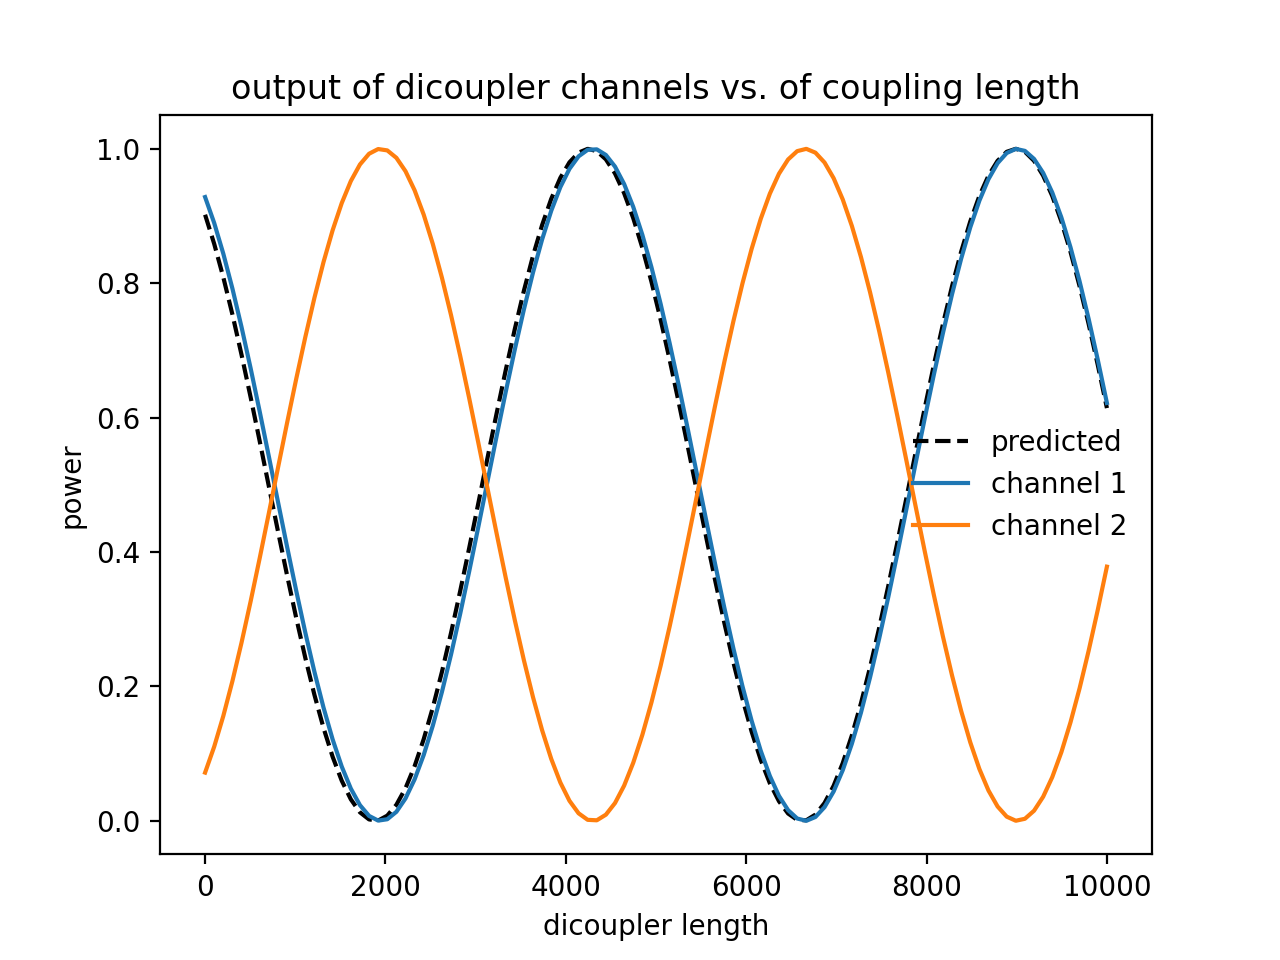 output of dicoupler channels vs. of coupling length
1.0
0.8
0.6
0.4
0.2
0.0
power
predicted
channel 1
channel 2
0 2000 4000 6000 8000 10000
dicoupler length